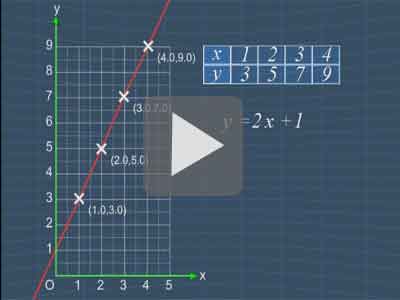 y
9
(4.0,9.0)
8
7
(3.0,7.0)
6
5
(2.0,5.0
4
3
(1.0,3.0)
2
1
O 1 2 3 4 5 x
x 1 2 3 4
y 3 5 7 9
y =2x+1